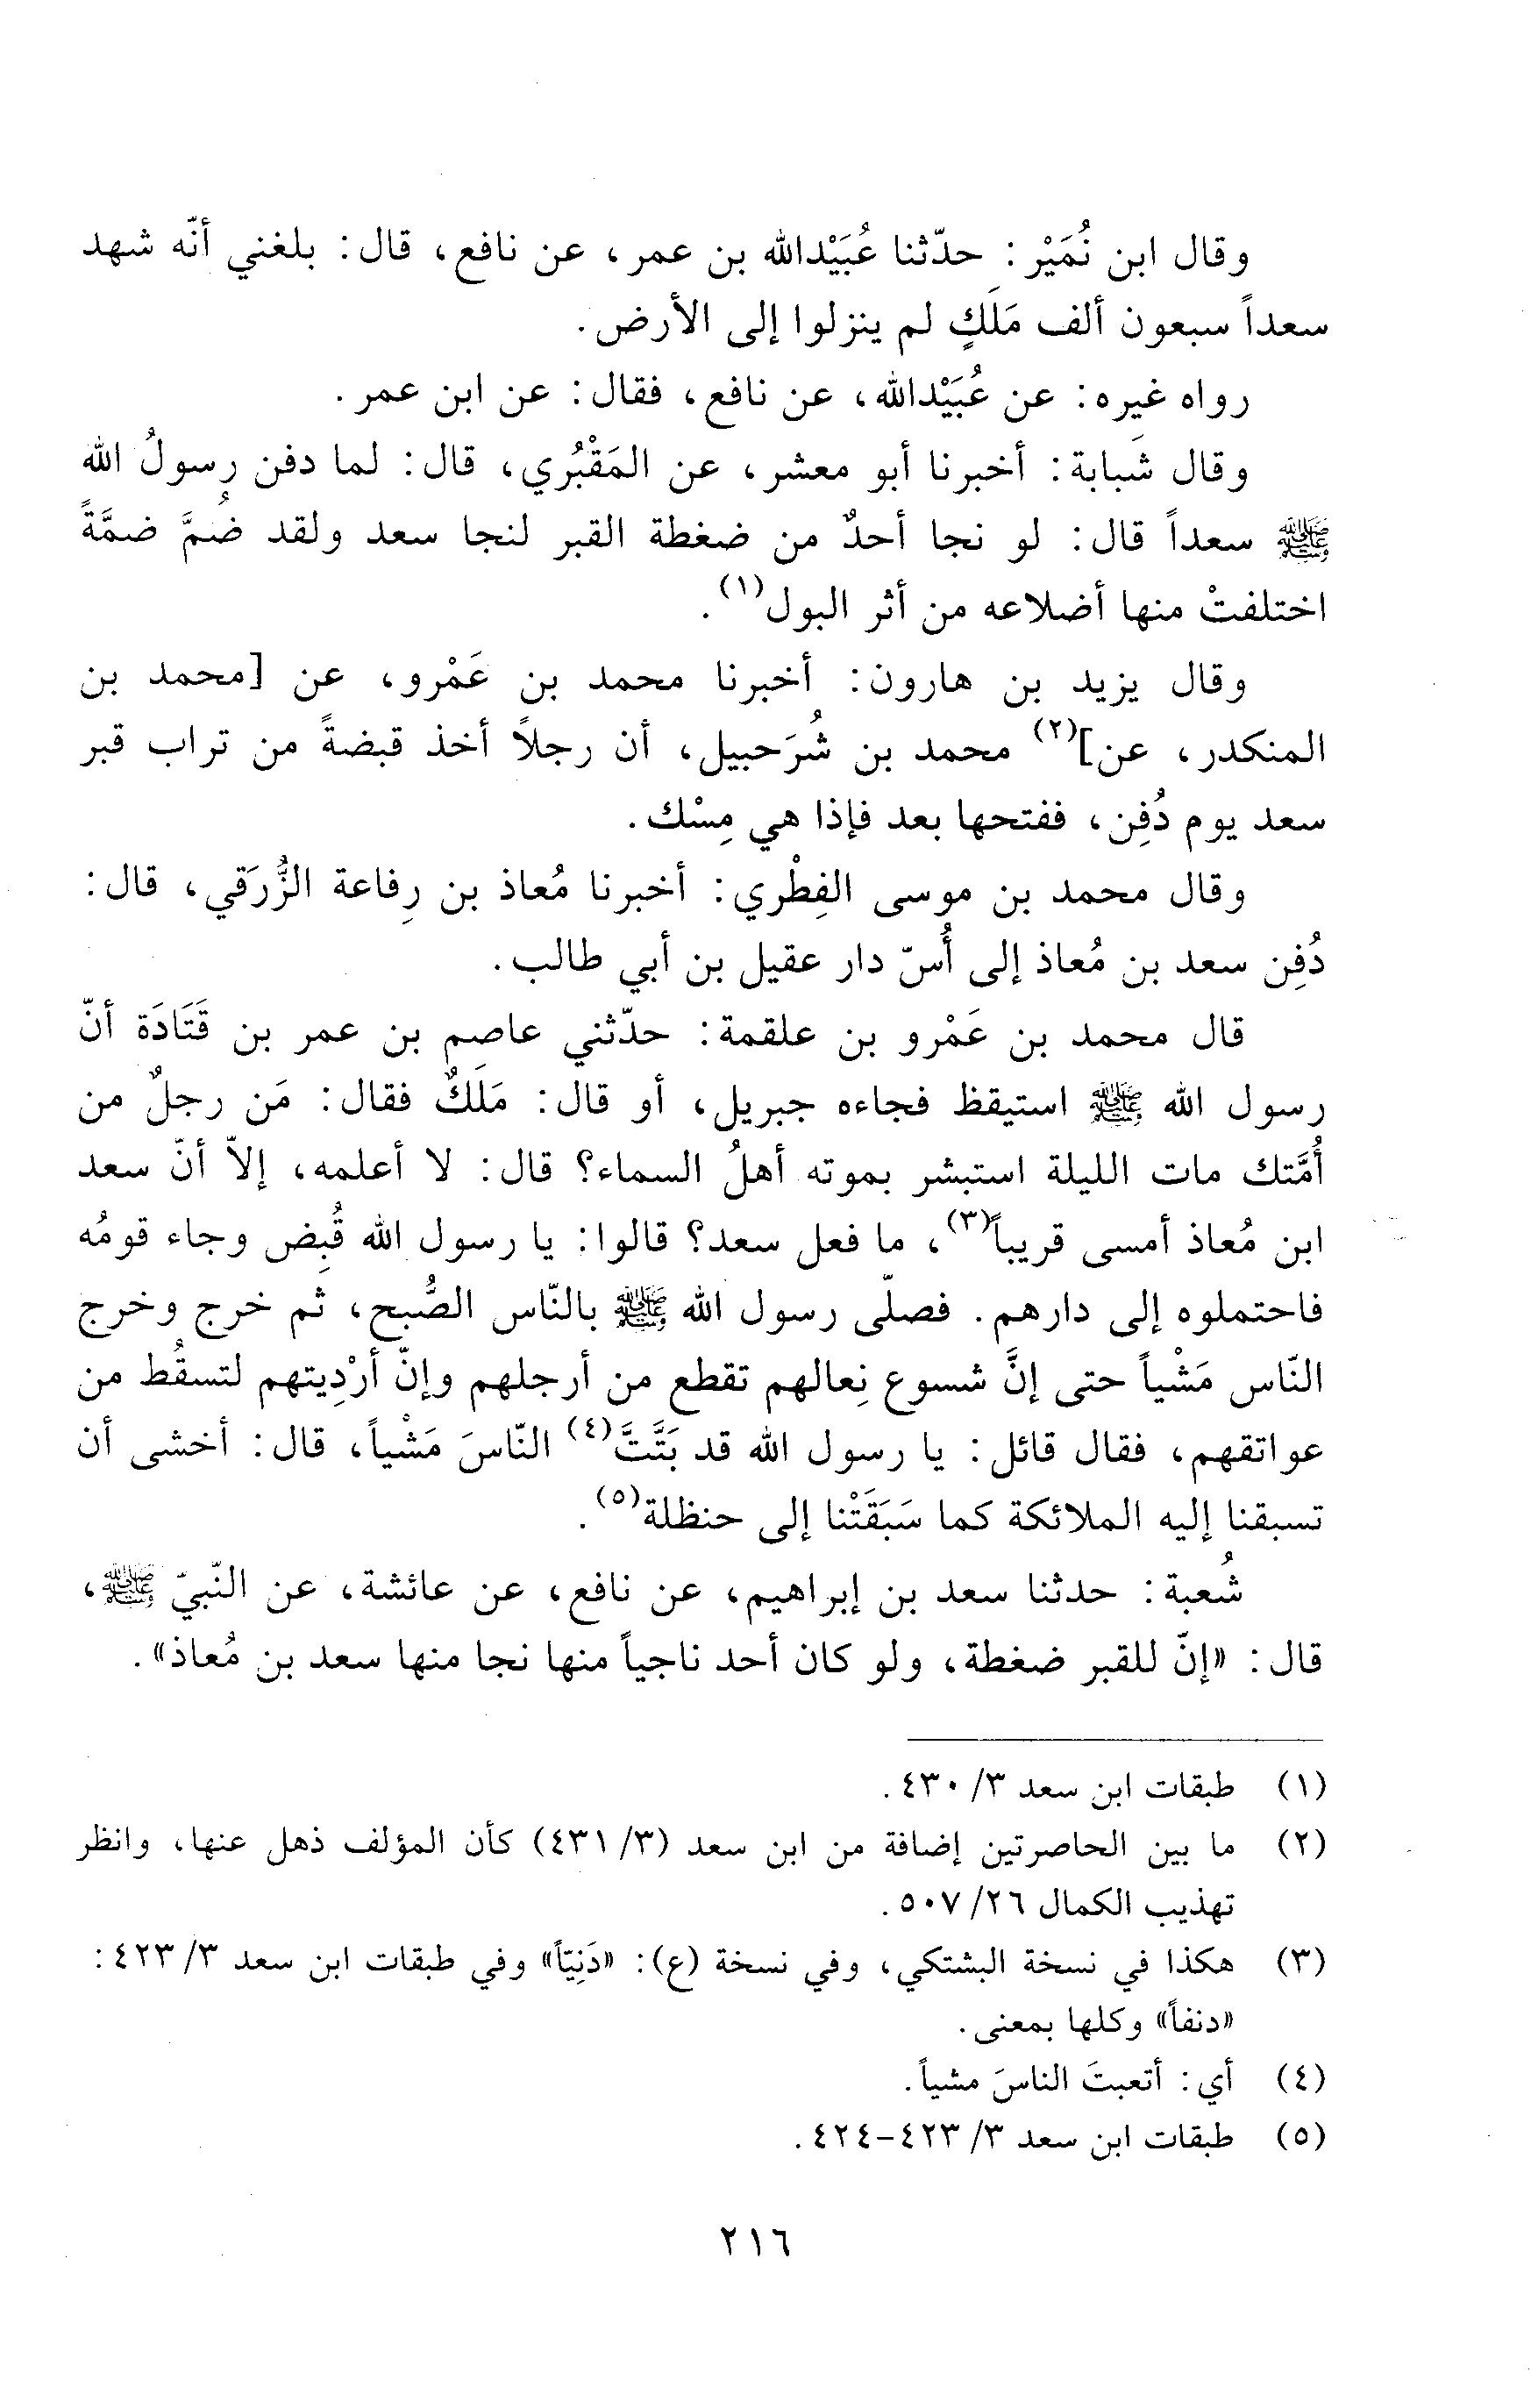 وقال ابن نُمَيْر: حدّثنا عُبَيْدالله بن عمر، عن نافع، قال: بلغني أنّه شهد
سعداً سبعون ألف مَلَكٍ لم ينزلوا إلى الأرض.
رواه غيره: عن عُبَيْدالله، عن نافع، فقال: عن ابن عمر.
وقال شَبابة: أخبرنا أبو معشر، عن المَقْبُري، قال: لما دفن رسولُ الله
ﷺ سعداً قال: لو نجا أحدٌ من ضغطة القبر لنجا سعد ولقد ضُمَّ ضمَّةً
اختلفتْ منها أضلاعه من أثر البول(١).
وقال يزيد بن هارون: أخبرنا محمد بن عَمْرو، عن [محمد بن
المنكدر، عن](٢) محمد بن شُرَحبيل، أن رجلاً أخذ قبضةً من تراب قبر
سعد يوم دُفِن، ففتحها بعد فإذا هي مِسْك.
وقال محمد بن موسى الفِطْري: أخبرنا مُعاذ بن رِفاعة الزُّرَقي، قال:
دُفِن سعد بن مُعاذ إلى أُسّ دار عقيل بن أبي طالب.
قال محمد بن عَمْرو بن علقمة: حدّثني عاصم بن عمر بن قَتَادَة أنّ
رسول الله ﷺ استيقظ فجاءه جبريل، أو قال: مَلَكٌ فقال: مَن رجلٌ من
أُمَّتك مات الليلة استبشر بموته أهلُ السماء؟ قال: لا أعلمه، إلاّ أنّ سعد
ابن مُعاذ أمسى قريباً(٣)، ما فعل سعد؟ قالوا: يا رسول الله قُبِض وجاء قومُه
فاحتملوه إلى دارهم. فصلّى رسول الله ﷺ بالنّاس الصُّبح، ثم خرج وخرج
النّاس مَشْياً حتى إنَّ شسوع نِعالهم تقطع من أرجلهم وإنّ أرْدِيتهم لتسقُط من
عواتقهم، فقال قائل: يا رسول الله قد بَتَّتَّ(٤) النّاسَ مَشْياً، قال: أخشى أن
تسبقنا إليه الملائكة كما سَبَقَتْنا إلى حنظلة(٥).
شُعبة: حدثنا سعد بن إبراهيم، عن نافع، عن عائشة، عن النّبيّ ﷺ،
قال: «إنّ للقبر ضغطة، ولو كان أحد ناجياً منها نجا منها سعد بن مُعاذ».
(١) طبقات ابن سعد ٣/ ٤٣٠.
(٢) ما بين الحاصرتين إضافة من ابن سعد (٣/ ٤٣١) كأن المؤلف ذهل عنها، وانظر
تهذيب الكمال ٢٦/ ٥٠٧.
(٣) هكذا في نسخة البشتكي، وفي نسخة (ع): «دَنِيّاً» وفي طبقات ابن سعد ٣/ ٤٢٣:
«دنفاً» وكلها بمعنى.
(٤) أي: أتعبتَ الناسَ مشياً.
(٥) طبقات ابن سعد ٣/ ٤٢٣-٤٢٤.
٢١٦